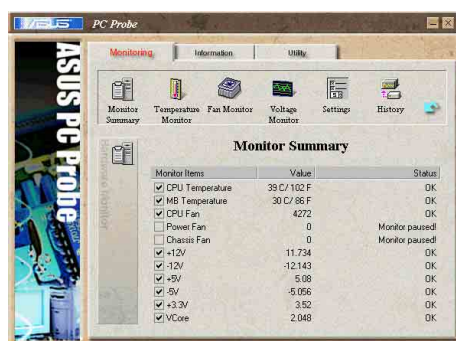 ASUS PC Probe
Monitoring Information Utility
ASUS PC Probe
Monitor Summary
Temperature Monitor
Fan Monitor
Voltage Monitor
Settings
History
Hardware Monitor
Monitor Summary
Monitor Items Value Status
CPU Temperature 39 C/ 102 F OK
MB Temperature 30 C/ 86 F OK
CPU Fan 4272 OK
Power Fan 0 Monitor paused!
Chassis Fan 0 Monitor paused!
+12V 11.734 OK
-12V -12.143 OK
+5V 5.08 OK
-5V -5.056 OK
+3.3V 3.52 OK
VCore 2.048 OK